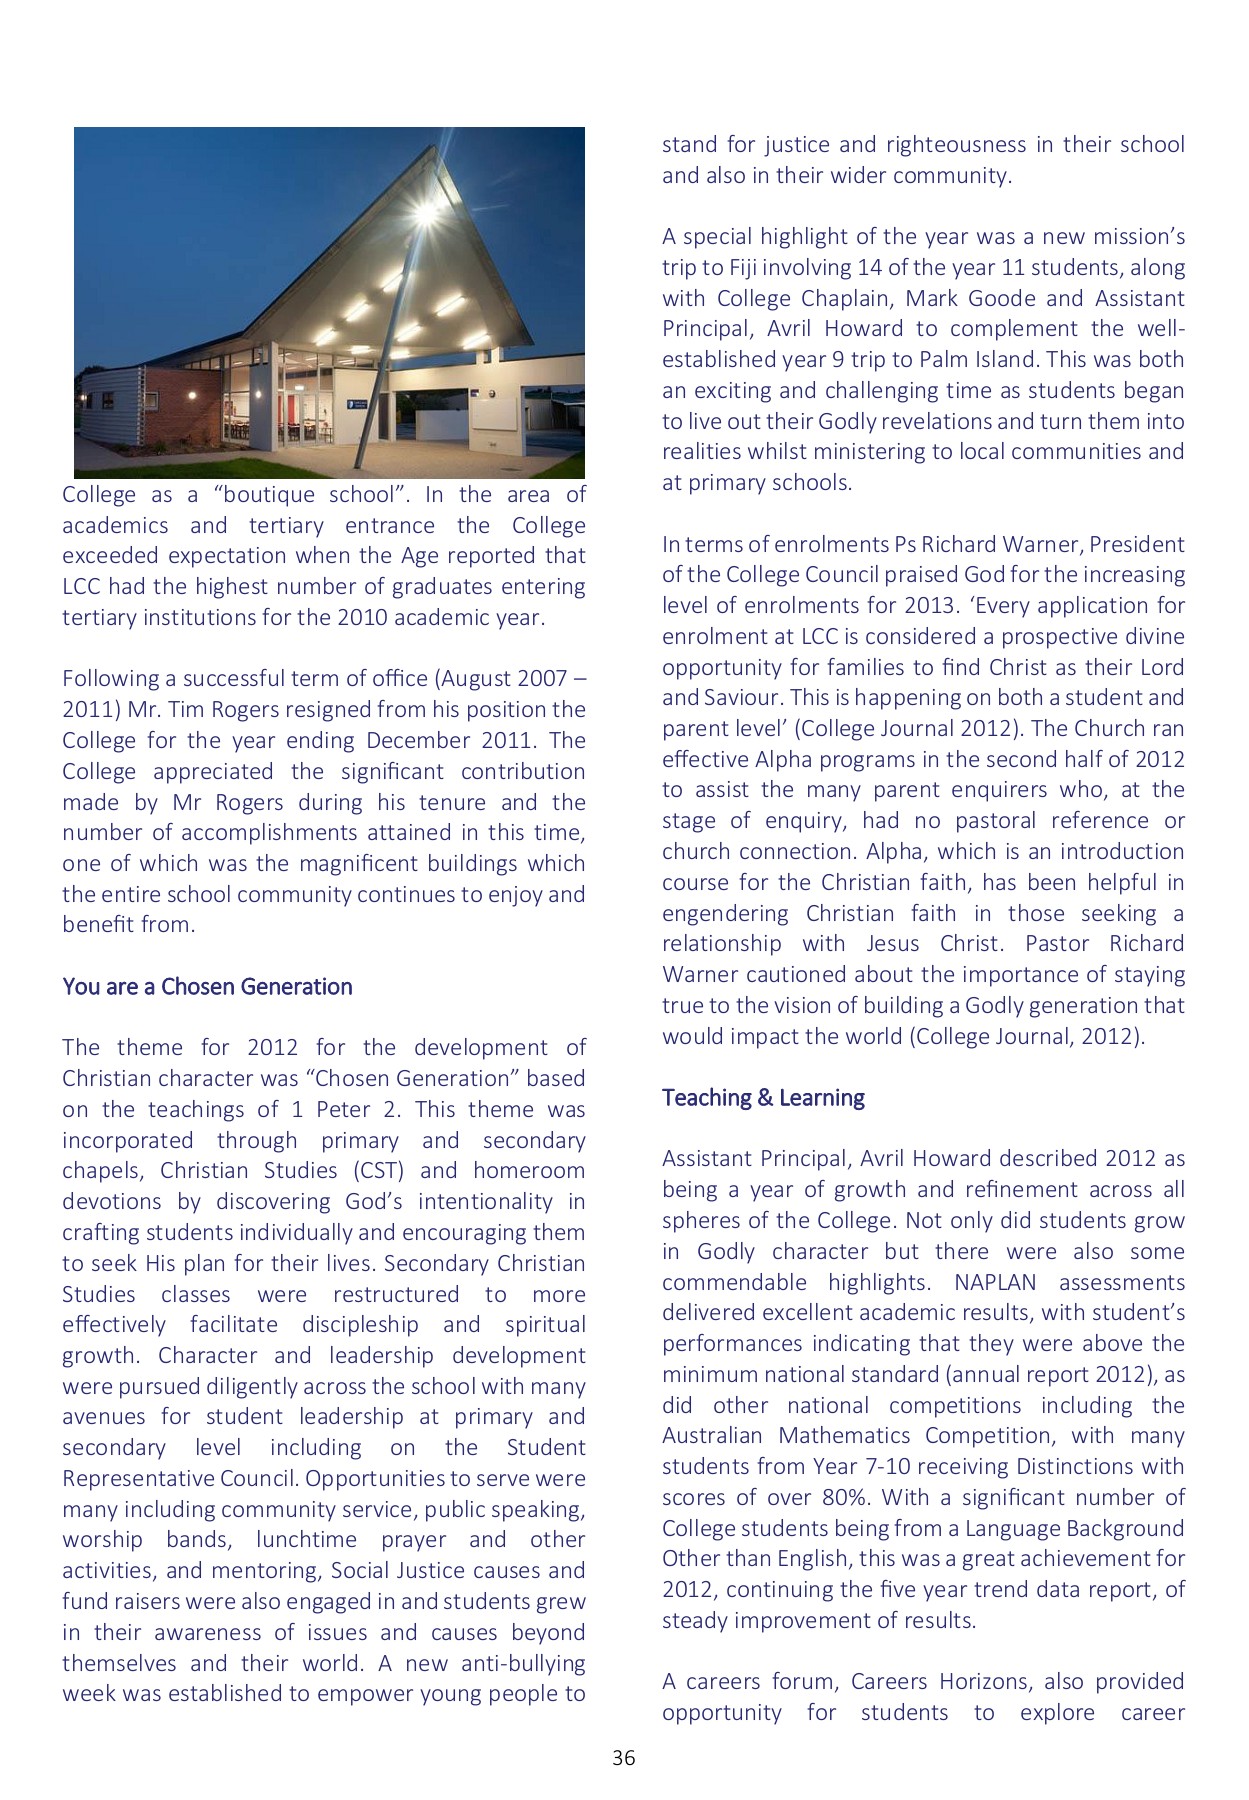 College as a “boutique school”. In the area of
academics and tertiary entrance the College
exceeded expectation when the Age reported that
LCC had the highest number of graduates entering
tertiary institutions for the 2010 academic year.
Following a successful term of office (August 2007 –
2011) Mr. Tim Rogers resigned from his position the
College for the year ending December 2011. The
College appreciated the significant contribution
made by Mr Rogers during his tenure and the
number of accomplishments attained in this time,
one of which was the magnificent buildings which
the entire school community continues to enjoy and
benefit from.
You are a Chosen Generation
The theme for 2012 for the development of
Christian character was “Chosen Generation” based
on the teachings of 1 Peter 2. This theme was
incorporated through primary and secondary
chapels, Christian Studies (CST) and homeroom
devotions by discovering God’s intentionality in
crafting students individually and encouraging them
to seek His plan for their lives. Secondary Christian
Studies classes were restructured to more
effectively facilitate discipleship and spiritual
growth. Character and leadership development
were pursued diligently across the school with many
avenues for student leadership at primary and
secondary level including on the Student
Representative Council. Opportunities to serve were
many including community service, public speaking,
worship bands, lunchtime prayer and other
activities, and mentoring, Social Justice causes and
fund raisers were also engaged in and students grew
in their awareness of issues and causes beyond
themselves and their world. A new anti-bullying
week was established to empower young people to
stand for justice and righteousness in their school
and also in their wider community.
A special highlight of the year was a new mission’s
trip to Fiji involving 14 of the year 11 students, along
with College Chaplain, Mark Goode and Assistant
Principal, Avril Howard to complement the well-
established year 9 trip to Palm Island. This was both
an exciting and challenging time as students began
to live out their Godly revelations and turn them into
realities whilst ministering to local communities and
at primary schools.
In terms of enrolments Ps Richard Warner, President
of the College Council praised God for the increasing
level of enrolments for 2013. ‘Every application for
enrolment at LCC is considered a prospective divine
opportunity for families to find Christ as their Lord
and Saviour. This is happening on both a student and
parent level’ (College Journal 2012). The Church ran
effective Alpha programs in the second half of 2012
to assist the many parent enquirers who, at the
stage of enquiry, had no pastoral reference or
church connection. Alpha, which is an introduction
course for the Christian faith, has been helpful in
engendering Christian faith in those seeking a
relationship with Jesus Christ. Pastor Richard
Warner cautioned about the importance of staying
true to the vision of building a Godly generation that
would impact the world (College Journal, 2012).
Teaching & Learning
Assistant Principal, Avril Howard described 2012 as
being a year of growth and refinement across all
spheres of the College. Not only did students grow
in Godly character but there were also some
commendable highlights. NAPLAN assessments
delivered excellent academic results, with student’s
performances indicating that they were above the
minimum national standard (annual report 2012), as
did other national competitions including the
Australian Mathematics Competition, with many
students from Year 7-10 receiving Distinctions with
scores of over 80%. With a significant number of
College students being from a Language Background
Other than English, this was a great achievement for
2012, continuing the five year trend data report, of
steady improvement of results.
A careers forum, Careers Horizons, also provided
opportunity for students to explore career
36